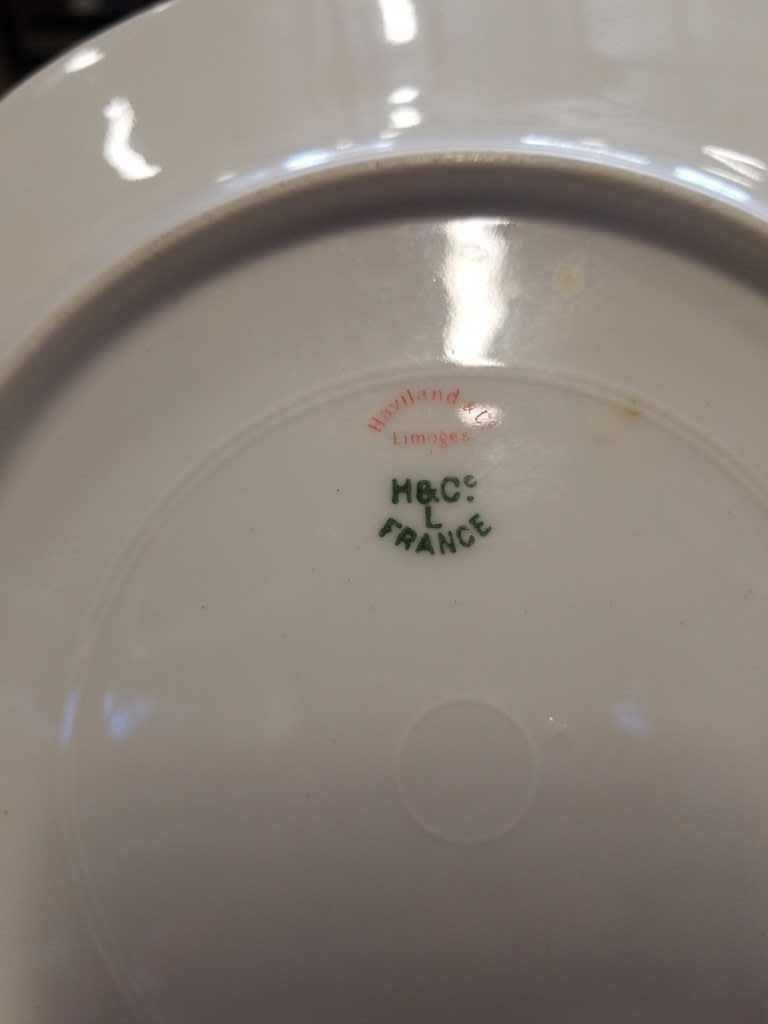 Haviland & Co
Limoges
H&Co.
L
FRANCE